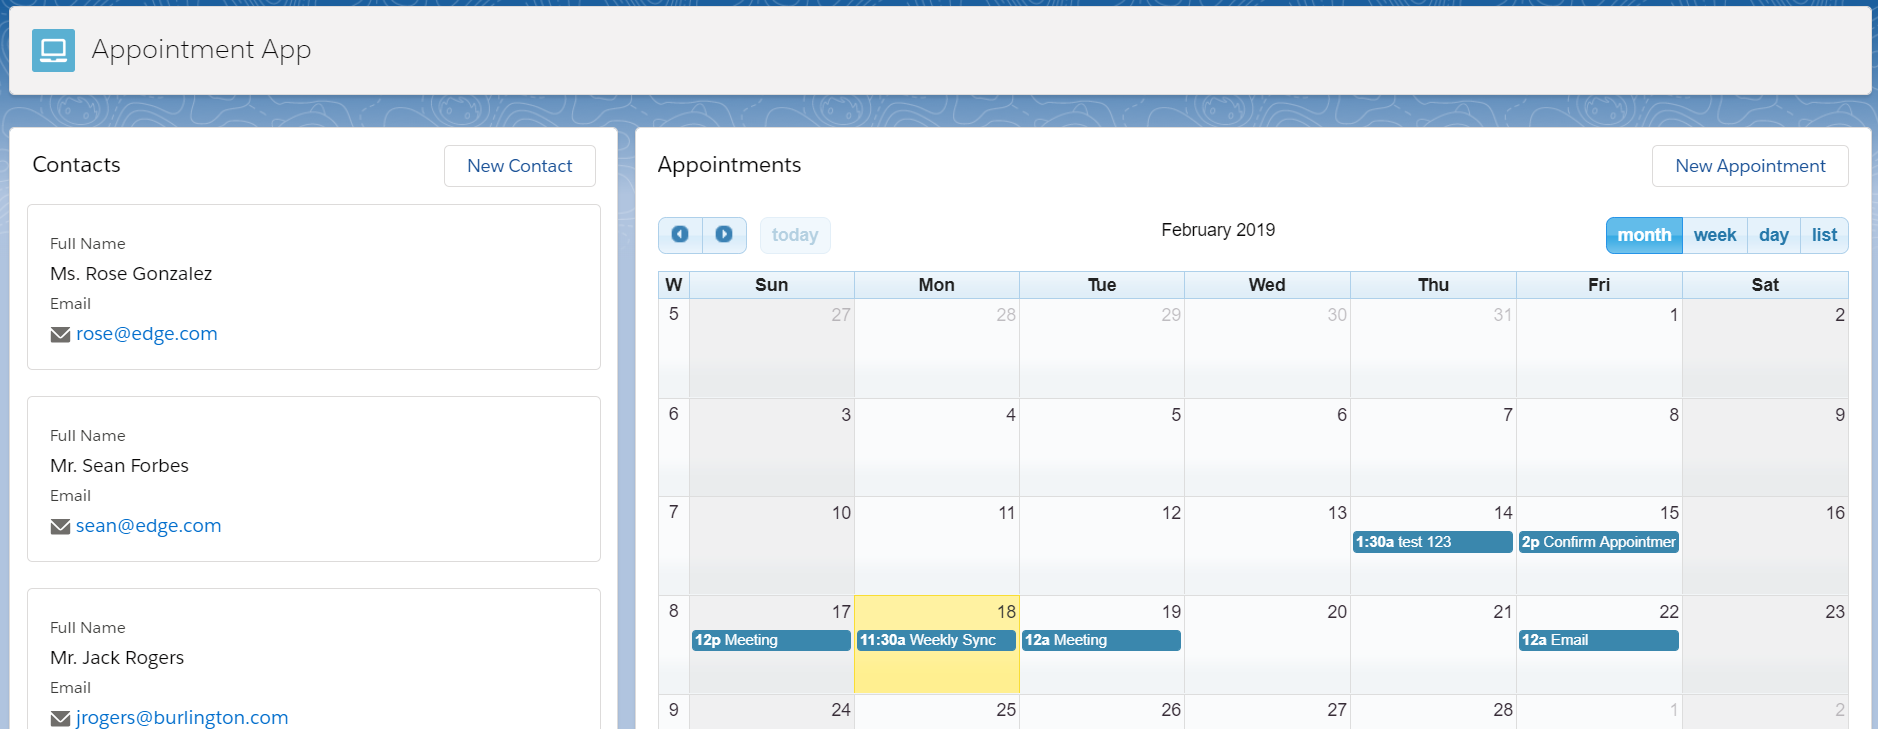 Appointment App
Contacts
New Contact
Full Name
Ms. Rose Gonzalez
Email
rose@edge.com
Full Name
Mr. Sean Forbes
Email
sean@edge.com
Full Name
Mr. Jack Rogers
Email
jrogers@burlington.com
Appointments
New Appointment
today
February 2019
month week day list
W Sun Mon Tue Wed Thu Fri Sat
5 27 28 29 30 31 1 2
6 3 4 5 6 7 8 9
7 10 11 12 13 14 15 16
1:30a test 123 2p Confirm Appointmer
8 17 18 19 20 21 22 23
12p Meeting 11:30a Weekly Sync 12a Meeting 12a Email
9 24 25 26 27 28 1 2